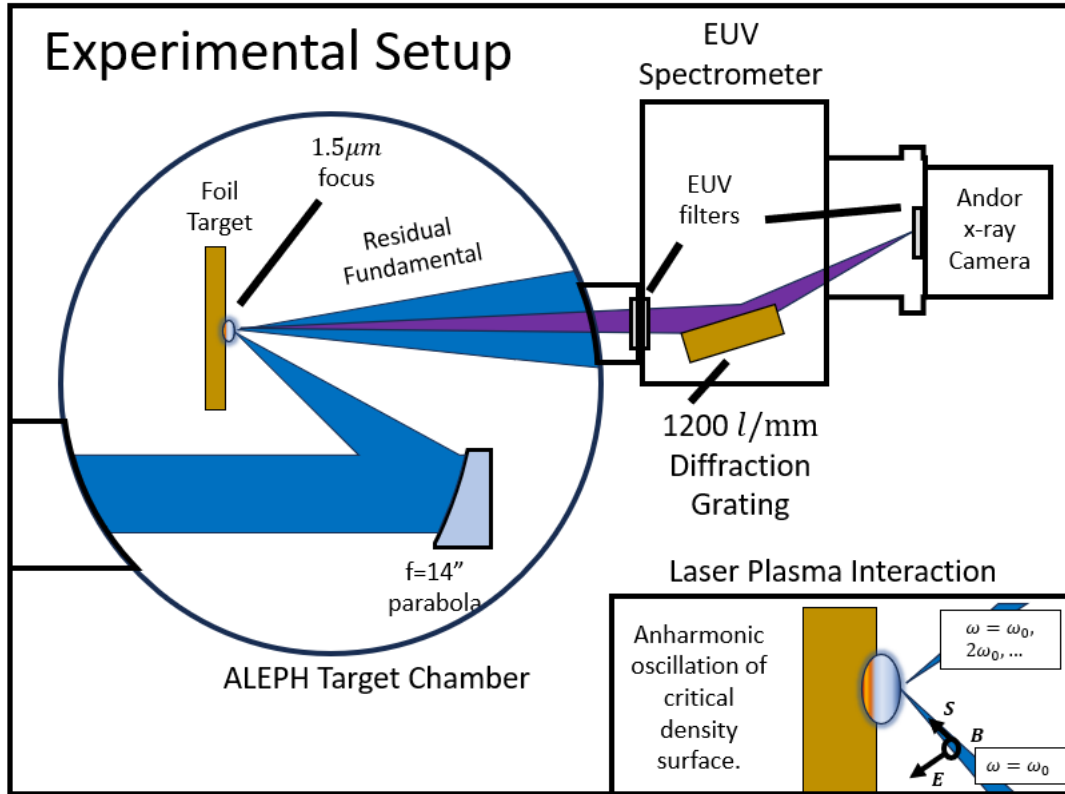 Experimental Setup
EUV
Spectrometer
1.5μm
focus
Foil
Target
Residual
Fundamental
EUV
filters
Andor
x-ray
Camera
1200 l/mm
Diffraction
Grating
f=14”
parabola
ALEPH Target Chamber
Laser Plasma Interaction
Anharmonic
oscillation of
critical
density
surface.
ω = ω₀,
2ω₀, ...
S
B
E
ω = ω₀